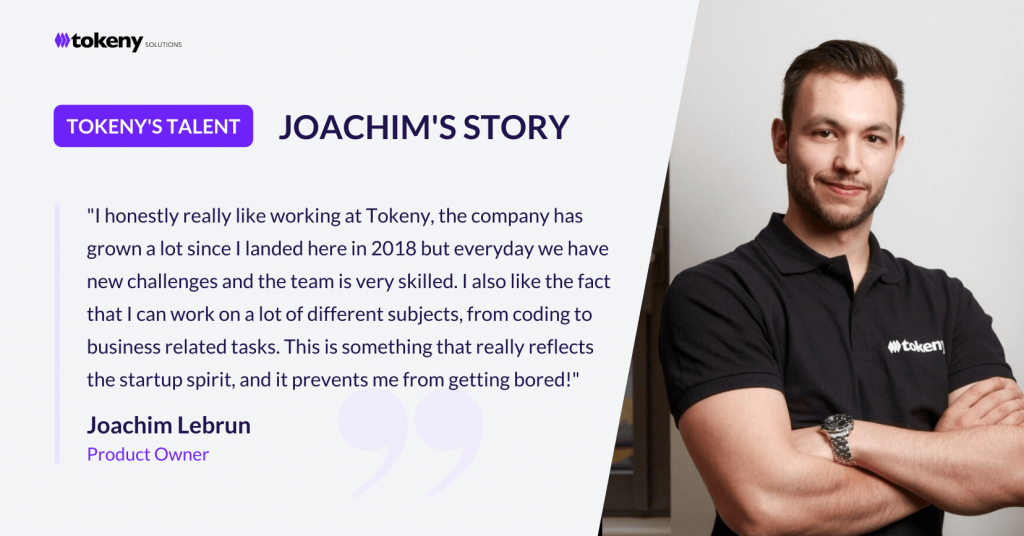 tokeny SOLUTIONS
TOKENY'S TALENT
JOACHIM'S STORY
"I honestly really like working at Tokeny, the company has
grown a lot since I landed here in 2018 but everyday we have
new challenges and the team is very skilled. I also like the fact
that I can work on a lot of different subjects, from coding to
business related tasks. This is something that really reflects
the startup spirit, and it prevents me from getting bored!"
Joachim Lebrun
Product Owner
tokeny